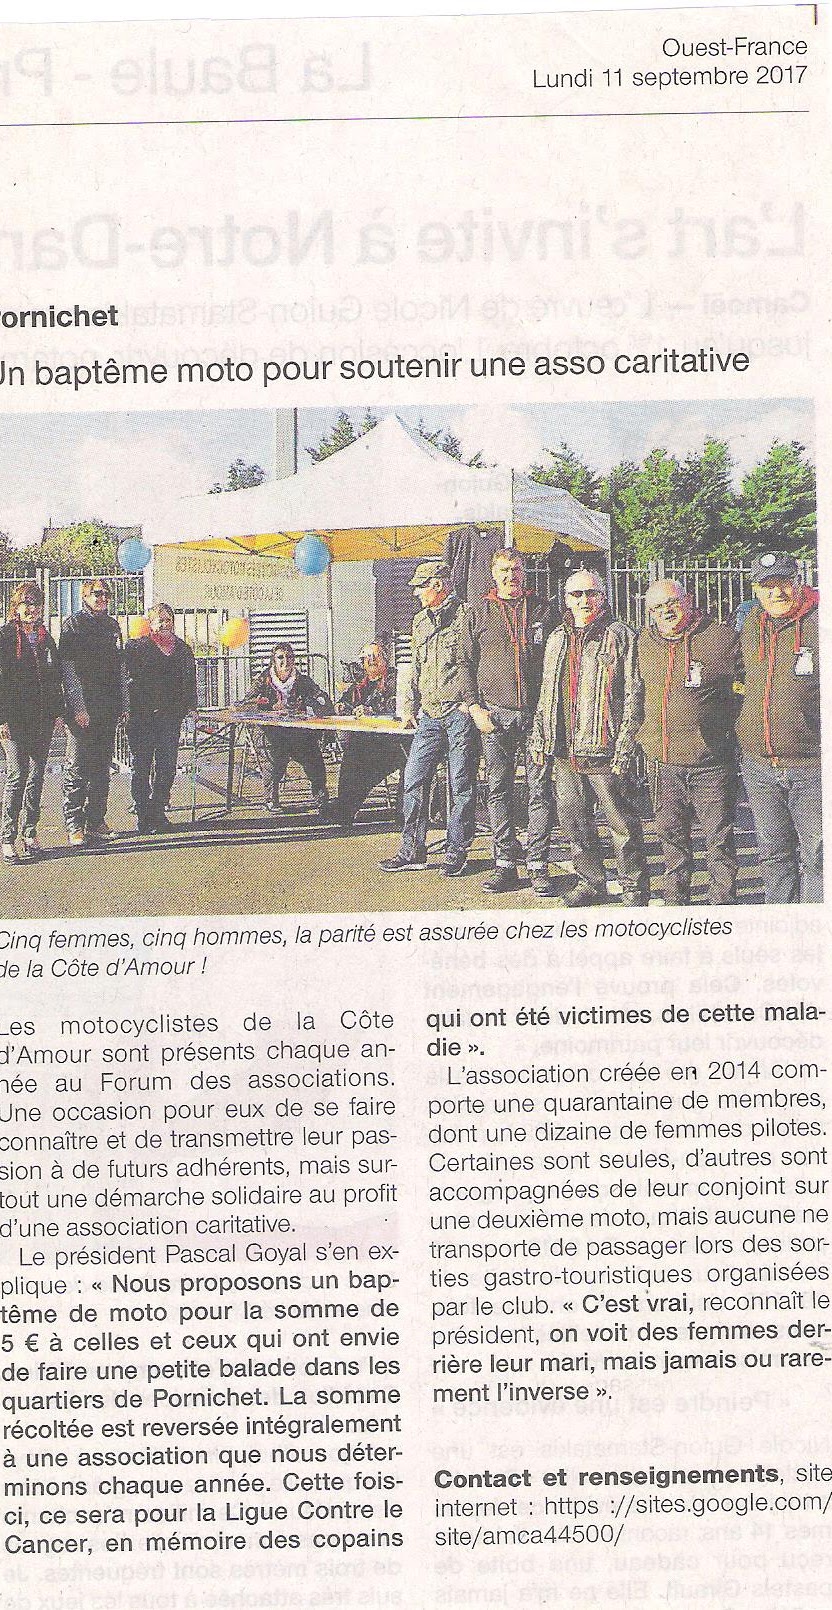 Ouest-France
Lundi 11 septembre 2017
ornichet
Un baptême moto pour soutenir une asso caritative
Cinq femmes, cinq hommes, la parité est assurée chez les motocyclistes
de la Côte d'Amour !
Les motocyclistes de la Côte
d'Amour sont présents chaque an-
née au Forum des associations.
Une occasion pour eux de se faire
connaître et de transmettre leur pas-
sion à de futurs adhérents, mais sur-
tout une démarche solidaire au profit
d'une association caritative.
Le président Pascal Goyal s'en ex-
plique : « Nous proposons un bap-
tême de moto pour la somme de
5 € à celles et ceux qui ont envie
de faire une petite balade dans les
quartiers de Pornichet. La somme
récoltée est reversée intégralement
à une association que nous déter-
minons chaque année. Cette fois-
ci, ce sera pour la Ligue Contre le
Cancer, en mémoire des copains
qui ont été victimes de cette mala-
die ».
L'association créée en 2014 com-
porte une quarantaine de membres,
dont une dizaine de femmes pilotes.
Certaines sont seules, d'autres sont
accompagnées de leur conjoint sur
une deuxième moto, mais aucune ne
transporte de passager lors des sor-
ties gastro-touristiques organisées
par le club. « C'est vrai, reconnaît le
président, on voit des femmes der-
rière leur mari, mais jamais ou rare-
ment l'inverse ».
Contact et renseignements, site
internet : https ://sites.google.com/
site/amca44500/